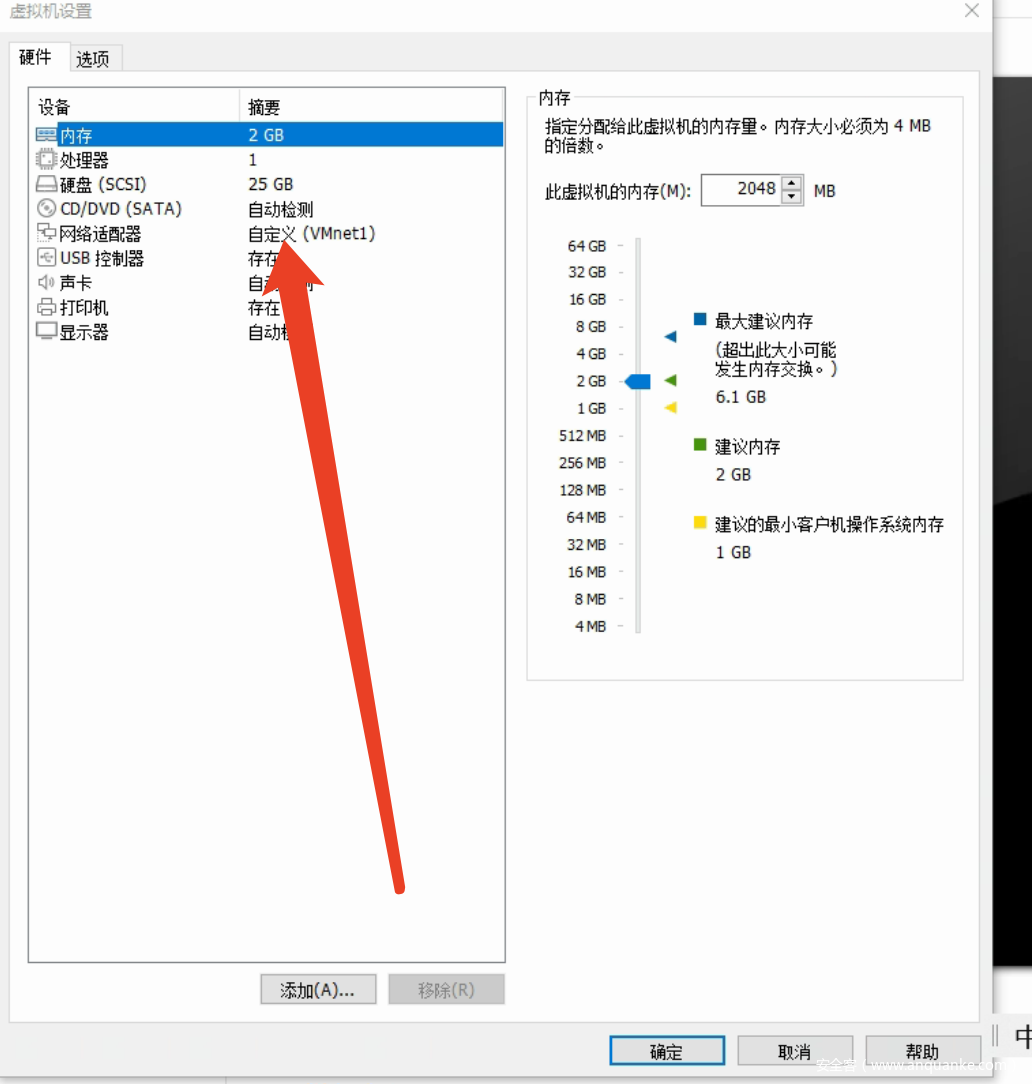 虚拟机设置
硬件
选项
设备
摘要
内存
2 GB
处理器
1
硬盘 (SCSI)
25 GB
CD/DVD (SATA)
自动检测
网络适配器
自定义 (VMnet1)
USB 控制器
存在
声卡
打印机
存在
显示器
自动
添加(A)...
移除(R)
内存
指定分配给此虚拟机的内存量。内存大小必须为 4 MB
的倍数。
此虚拟机的内存(M):
2048
MB
64 GB
32 GB
16 GB
8 GB
4 GB
2 GB
1 GB
512 MB
256 MB
128 MB
64 MB
32 MB
16 MB
8 MB
4 MB
最大建议内存
(超出此大小可能
发生内存交换。)
6.1 GB
建议内存
2 GB
建议的最小客户机操作系统内存
1 GB
确定
取消
帮助
中
安全客 ( www.anquanke.com )